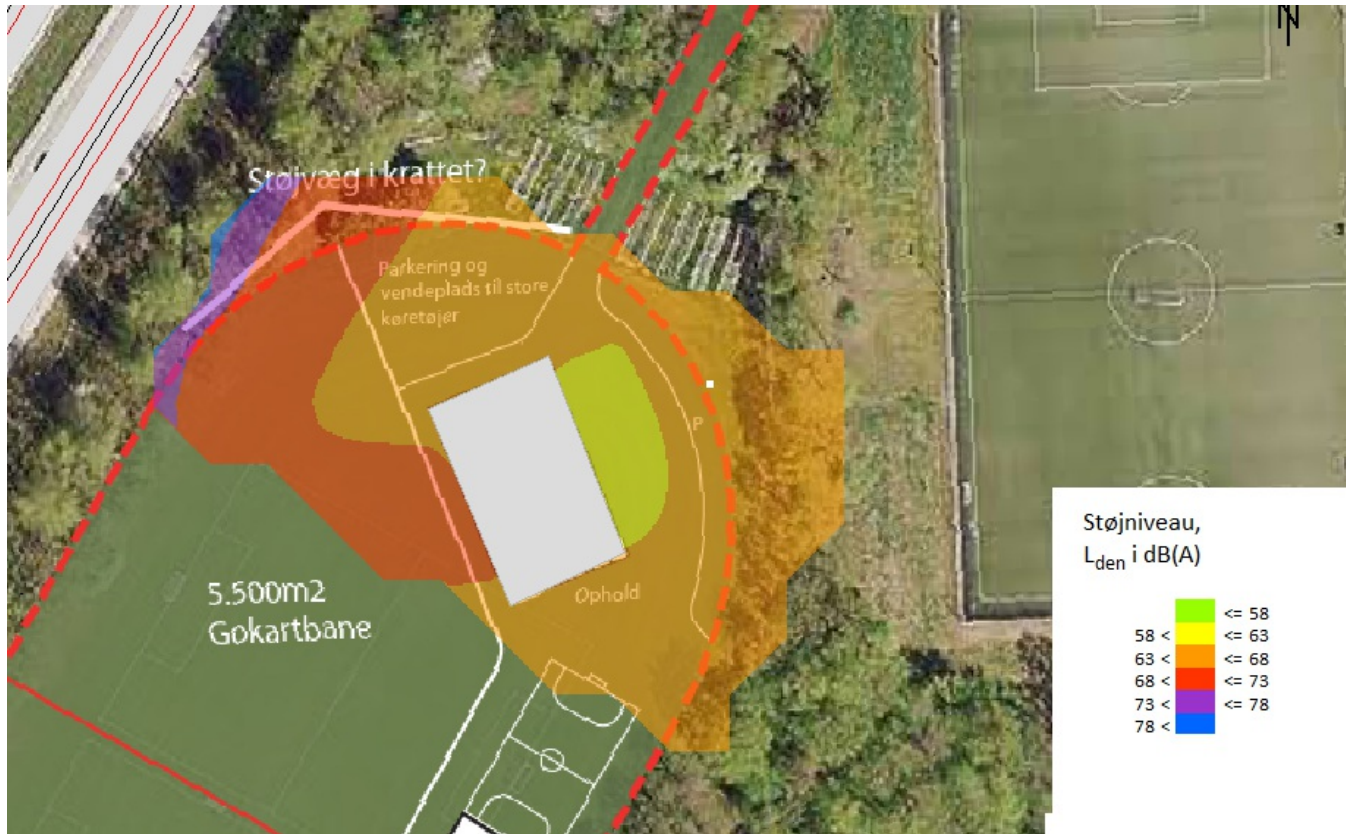 N
Støjvæg i krattet?
Parkering og
vendeplads til store
køretøjer
P
Ophold
5.500m2
Gokartbane
Støjniveau,
Lden i dB(A)
<= 58
58 < <= 63
63 < <= 68
68 < <= 73
73 < <= 78
78 <